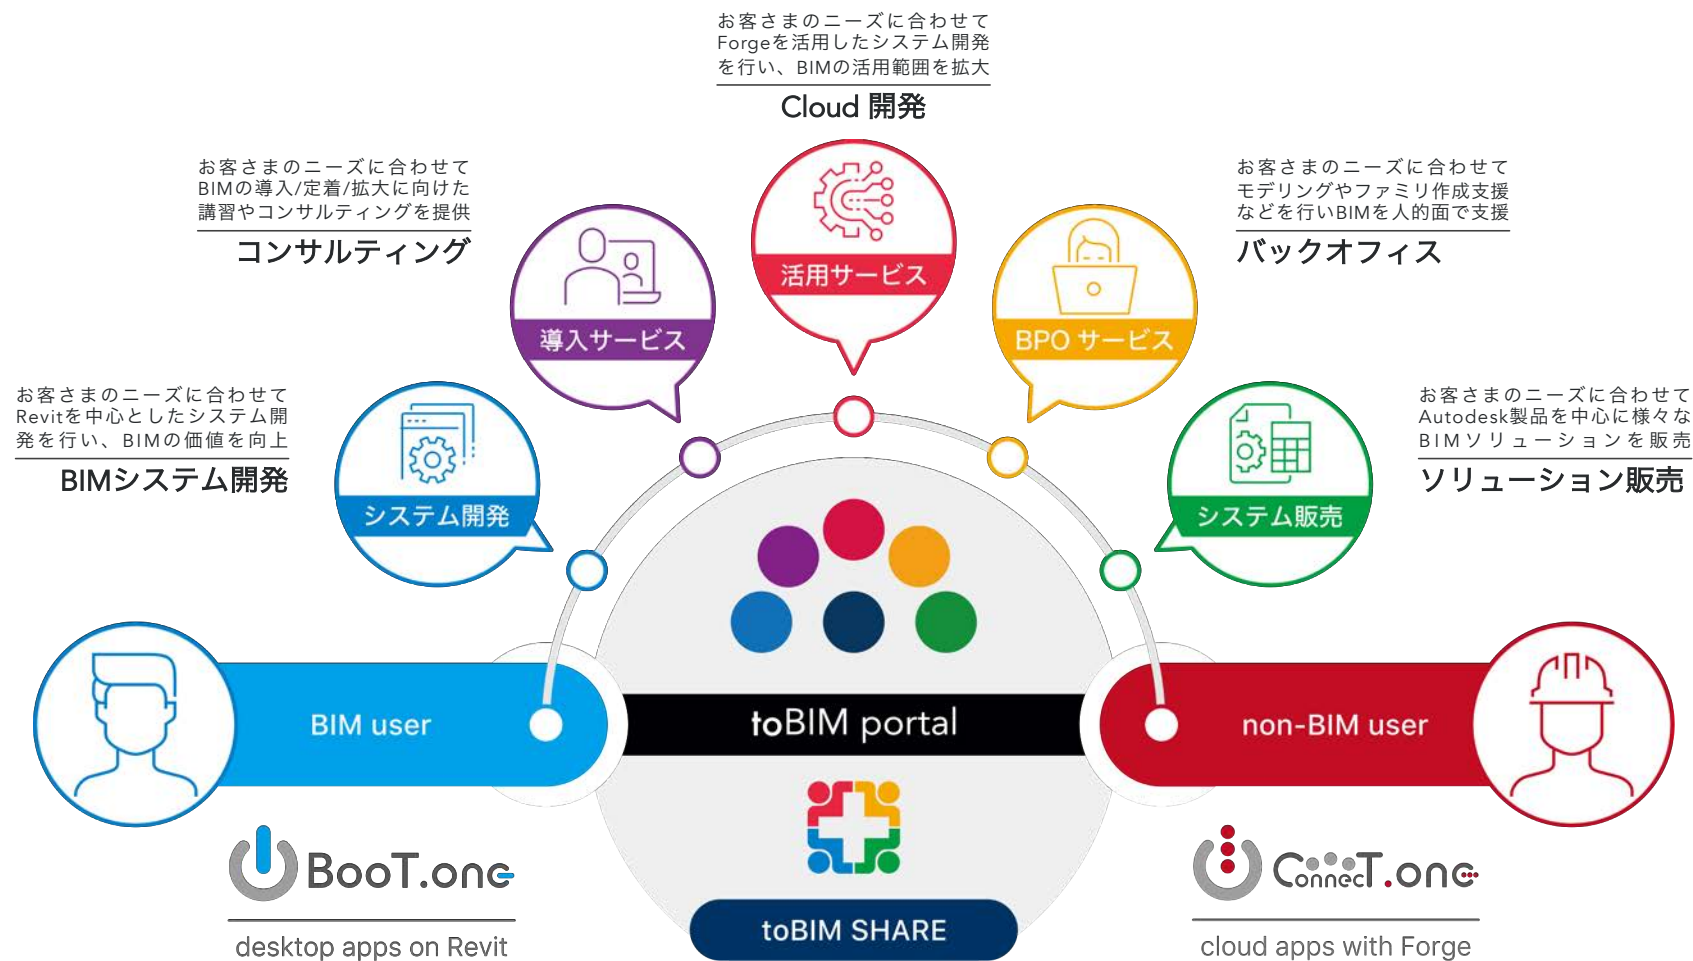 お客さまのニーズに合わせて
Forgeを活用したシステム開発
を行い、BIMの活用範囲を拡大
Cloud 開発
活用サービス
お客さまのニーズに合わせて
BIMの導入/定着/拡大に向けた
講習やコンサルティングを提供
コンサルティング
導入サービス
お客さまのニーズに合わせて
モデリングやファミリ作成支援
などを行いBIMを人的面で支援
バックオフィス
BPO サービス
お客さまのニーズに合わせて
Revitを中心としたシステム開
発を行い、BIMの価値を向上
BIMシステム開発
システム開発
お客さまのニーズに合わせて
Autodesk製品を中心に様々な
BIMソリューションを販売
ソリューション販売
システム販売
BIM user
toBIM portal
non-BIM user
BooT.one
desktop apps on Revit
toBIM SHARE
ConnecT.one
cloud apps with Forge